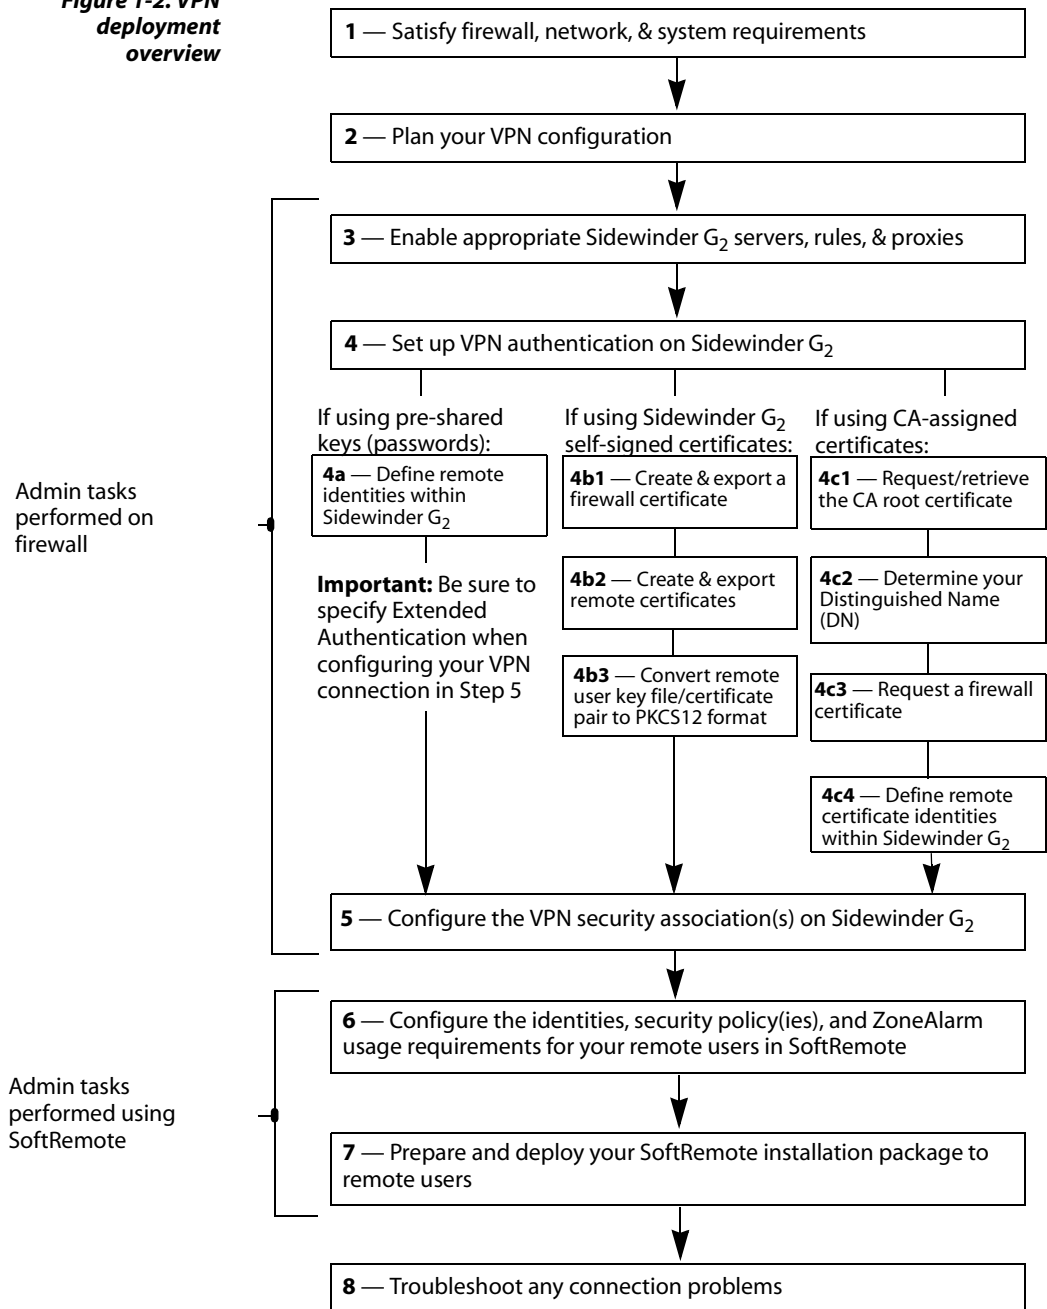 Figure 1-2. VPN
deployment
overview
1 — Satisfy firewall, network, & system requirements
2 — Plan your VPN configuration
3 — Enable appropriate Sidewinder G2 servers, rules, & proxies
4 — Set up VPN authentication on Sidewinder G2
If using pre-shared
keys (passwords):
4a — Define remote
identities within
Sidewinder G2
Important: Be sure to
specify Extended
Authentication when
configuring your VPN
connection in Step 5
If using Sidewinder G2
self-signed certificates:
4b1 — Create & export a
firewall certificate
4b2 — Create & export
remote certificates
4b3 — Convert remote
user key file/certificate
pair to PKCS12 format
If using CA-assigned
certificates:
4c1 — Request/retrieve
the CA root certificate
4c2 — Determine your
Distinguished Name
(DN)
4c3 — Request a firewall
certificate
4c4 — Define remote
certificate identities
within Sidewinder G2
Admin tasks
performed on
firewall
5 — Configure the VPN security association(s) on Sidewinder G2
6 — Configure the identities, security policy(ies), and ZoneAlarm
usage requirements for your remote users in SoftRemote
Admin tasks
performed using
SoftRemote
7 — Prepare and deploy your SoftRemote installation package to
remote users
8 — Troubleshoot any connection problems